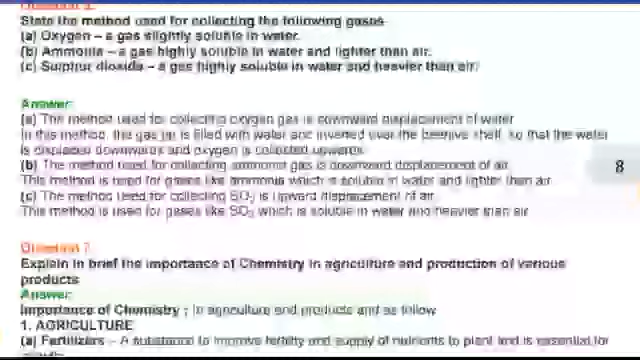 State the method used for collecting the following gases
(a) Oxygen – a gas slightly soluble in water.
(b) Ammonia – a gas highly soluble in water and lighter than air.
(c) Sulphur dioxide – a gas highly soluble in water and heavier than air.
Answer:
(a) The method used for collecting oxygen gas is downward displacement of water
In this method, the gas jar is filled with water and inverted over the beehive shelf, so that the water
is displaced downwards and oxygen is collected upwards
(b) The method used for collecting ammonia gas is downward displacement of air
This method is used for gases like ammonia which is soluble in water and lighter than air
(c) The method used for collecting SO₂ is upward displacement of air.
This method is used for gases like SO₂ which is soluble in water and heavier than air
8
Question 7.
Explain in brief the importance of Chemistry in agriculture and production of various
products
Answer:
Importance of Chemistry : In agriculture and products and as follow
1. AGRICULTURE
(a) Fertilizers – A substance to improve fertility and supply of nutrients to plant and is essential for